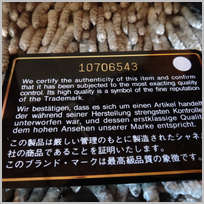 10706543
We certify the authenticity of this item and confirm
that it has been subjected to the most exacting quality
control. Its high quality is a symbol of the fine reputation
of the Trademark.
Wir bestätigen, dass es sich um einen Artikel handelt
der während seiner Herstellung strengsten Kontrollen
unterworfen war, und dessen erstklassige Qualität
dem hohen Ansehen unserer Marke entspricht.
この製品は厳しい管理のもとに製造されたシャネル
社の商品であることを証明いたします。
このブランド・マークは最高級品質の象徴です。